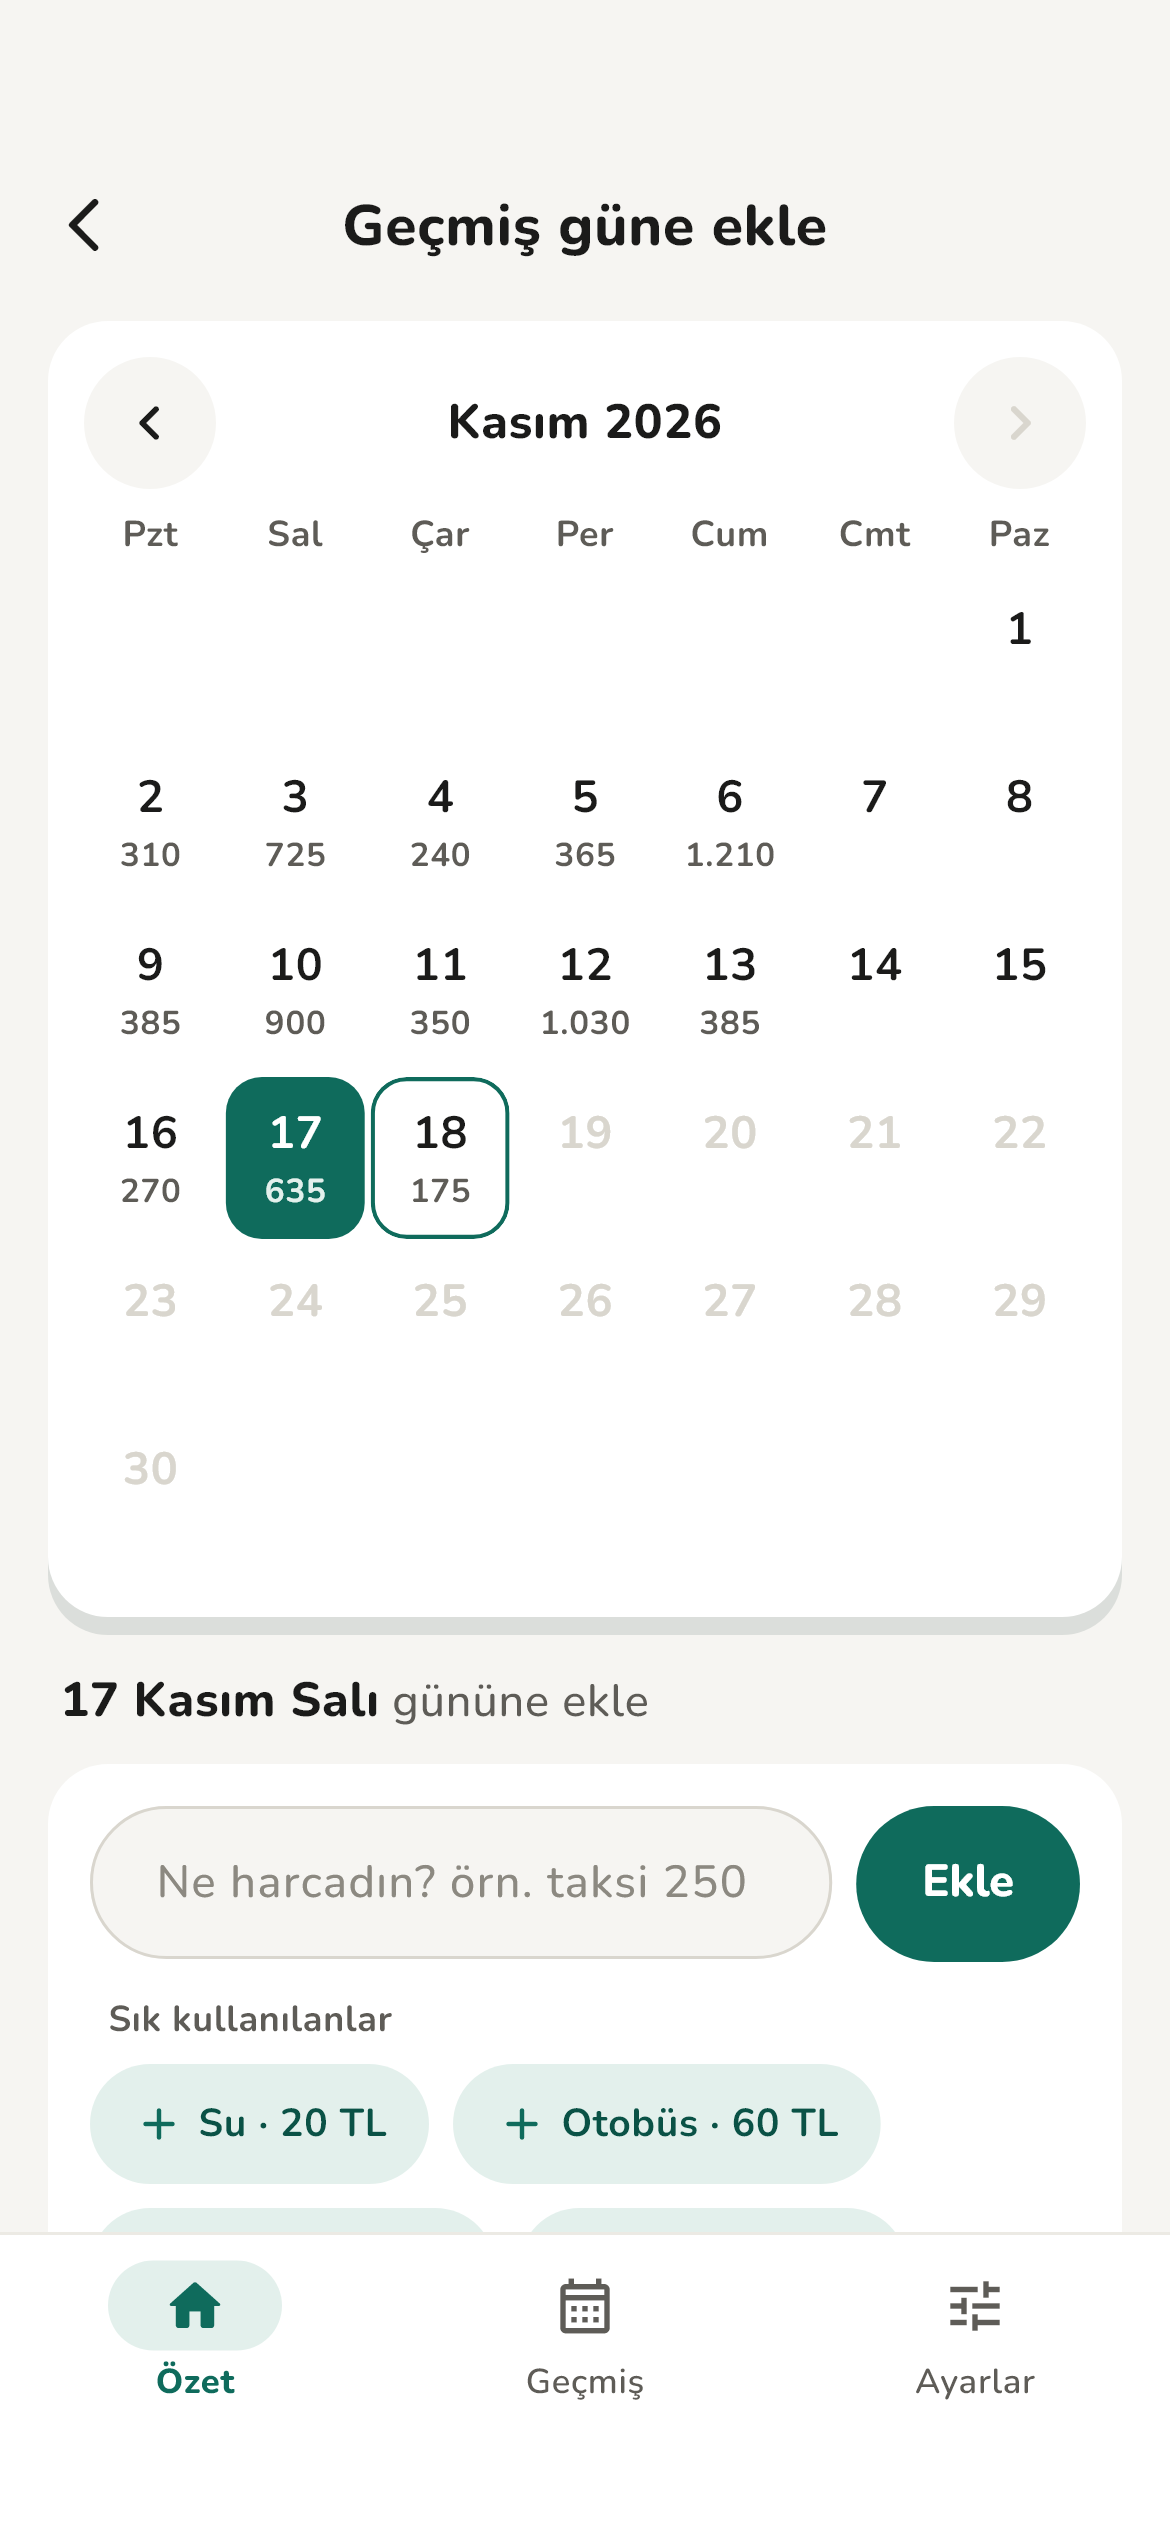 Geçmiş güne ekle
Kasım 2026
Pzt Sal Çar Per Cum Cmt Paz
1
2 3 4 5 6 7 8
310 725 240 365 1.210
9 10 11 12 13 14 15
385 900 350 1.030 385
16 17 18 19 20 21 22
270 635 175
23 24 25 26 27 28 29
30
17 Kasım Salı gününe ekle
Ne harcadın? örn. taksi 250 Ekle
Sık kullanılanlar
+ Su · 20 TL + Otobüs · 60 TL
Özet Geçmiş Ayarlar